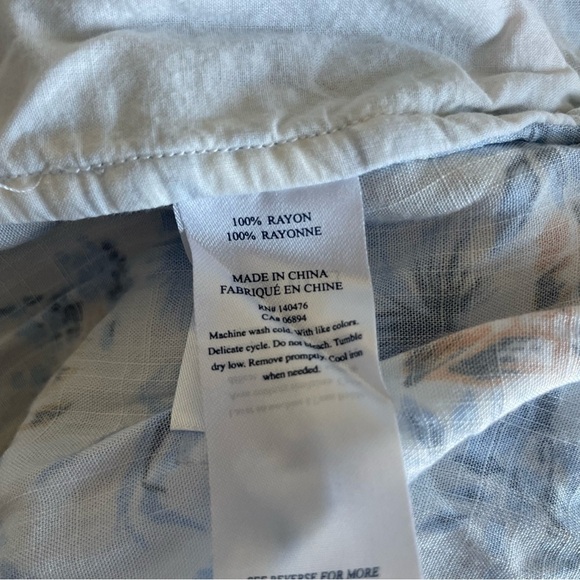 100% RAYON
100% RAYONNE
MADE IN CHINA
FABRIQUÉ EN CHINE
RN# 140476
CA# 06894
Machine wash cold. With like colors.
Delicate cycle. Do not bleach. Tumble
dry low. Remove promptly. Cool iron
when needed.
SEE REVERSE FOR MORE